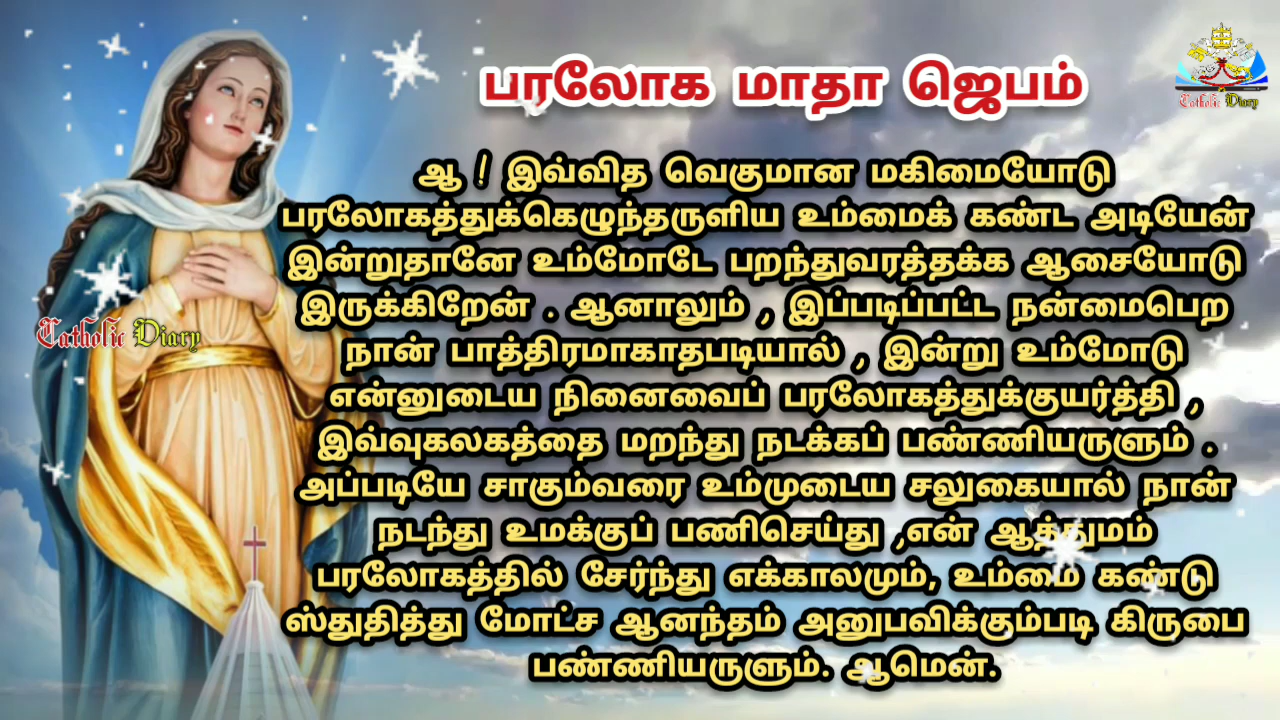 பரலோக மாதா ஜெபம்
Catholic Diary
ஆ ! இவ்வித வெகுமான மகிமையோடு
பரலோகத்துக்கெழுந்தருளிய உம்மைக் கண்ட அடியேன்
இன்றுதானே உம்மோடே பறந்துவரத்தக்க ஆசையோடு
இருக்கிறேன் . ஆனாலும் , இப்படிப்பட்ட நன்மைபெற
Catholic Diary
நான் பாத்திரமாகாதபடியால் , இன்று உம்மோடு
என்னுடைய நினைவைப் பரலோகத்துக்குயர்த்தி ,
இவ்வுகலகத்தை மறந்து நடக்கப் பண்ணியருளும் .
அப்படியே சாகும்வரை உம்முடைய சலுகையால் நான்
நடந்து உமக்குப் பணிசெய்து ,என் ஆத்துமம்
பரலோகத்தில் சேர்ந்து எக்காலமும், உம்மை கண்டு
ஸ்துதித்து மோட்ச ஆனந்தம் அனுபவிக்கும்படி கிருபை
பண்ணியருளும். ஆமென்.